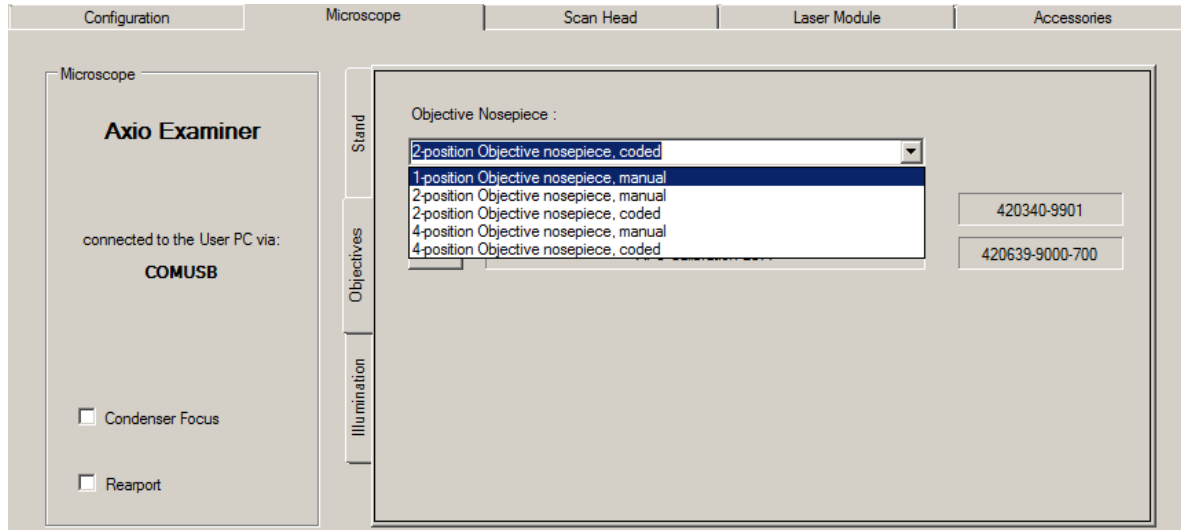 Configuration
Microscope
Scan Head
Laser Module
Accessories
Microscope
Axio Examiner
connected to the User PC via:
COMUSB
Condenser Focus
Rearport
Stand
Objectives
Illumination
Objective Nosepiece :
2-position Objective nosepiece, coded
1-position Objective nosepiece, manual
2-position Objective nosepiece, manual
2-position Objective nosepiece, coded
4-position Objective nosepiece, manual
4-position Objective nosepiece, coded
420340-9901
420639-9000-700